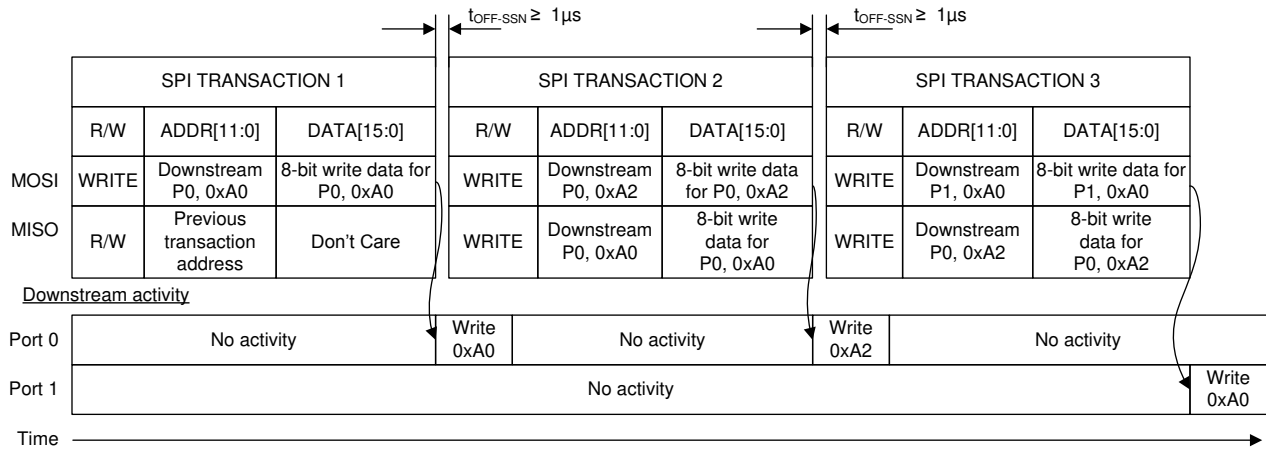 tOFF-SSN ≥ 1µs tOFF-SSN ≥ 1µs
SPI TRANSACTION 1 SPI TRANSACTION 2 SPI TRANSACTION 3
R/W ADDR[11:0] DATA[15:0] R/W ADDR[11:0] DATA[15:0] R/W ADDR[11:0] DATA[15:0]
MOSI WRITE Downstream P0, 0xA0 8-bit write data for P0, 0xA0 WRITE Downstream P0, 0xA2 8-bit write data for P0, 0xA2 WRITE Downstream P1, 0xA0 8-bit write data for P1, 0xA0
MISO R/W Previous transaction address Don't Care WRITE Downstream P0, 0xA0 8-bit write data for P0, 0xA0 WRITE Downstream P0, 0xA2 8-bit write data for P0, 0xA2
Downstream activity
Port 0 No activity Write 0xA0 No activity Write 0xA2 No activity
Port 1 No activity Write 0xA0
Time